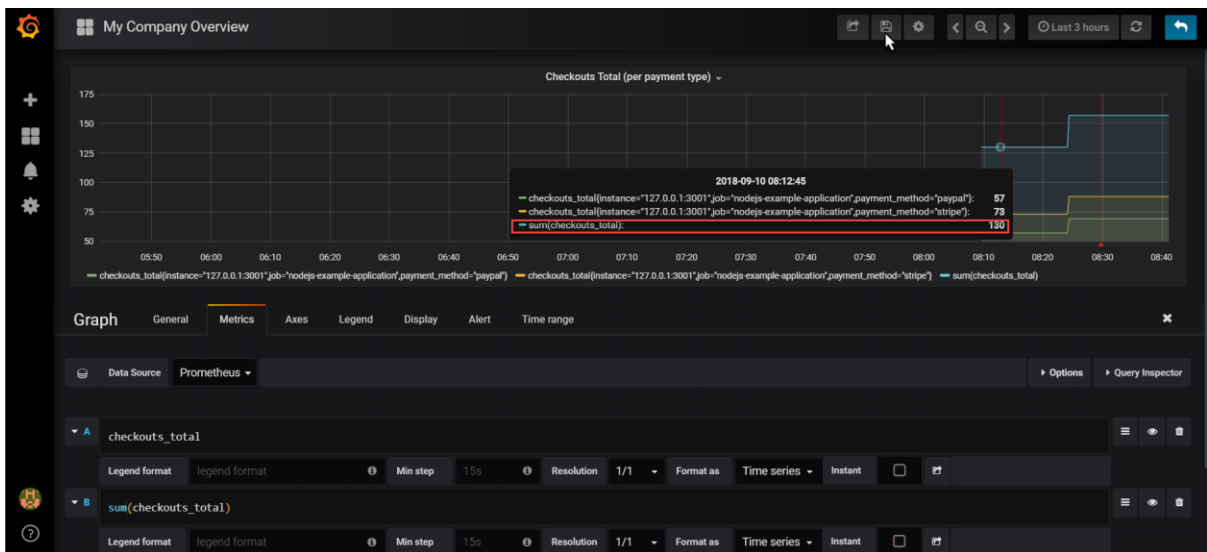 My Company Overview
Last 3 hours
Checkouts Total (per payment type)
175
150
125
100
75
50
2018-09-10 08:12:45
checkouts_total{instance="127.0.0.1:3001",job="nodejs-example-application",payment_method="paypal"}: 57
checkouts_total{instance="127.0.0.1:3001",job="nodejs-example-application",payment_method="stripe"}: 73
sum(checkouts_total): 130
05:50 06:00 06:10 06:20 06:30 06:40 06:50 07:00 07:10 07:20 07:30 07:40 07:50 08:00 08:10 08:20 08:30 08:40
checkouts_total{instance="127.0.0.1:3001",job="nodejs-example-application",payment_method="paypal"} checkouts_total{instance="127.0.0.1:3001",job="nodejs-example-application",payment_method="stripe"} sum(checkouts_total)
Graph General Metrics Axes Legend Display Alert Time range
Data Source Prometheus Options Query Inspector
A checkouts_total
Legend format legend format Min step 15s Resolution 1/1 Format as Time series Instant
B sum(checkouts_total)
Legend format legend format Min step 15s Resolution 1/1 Format as Time series Instant